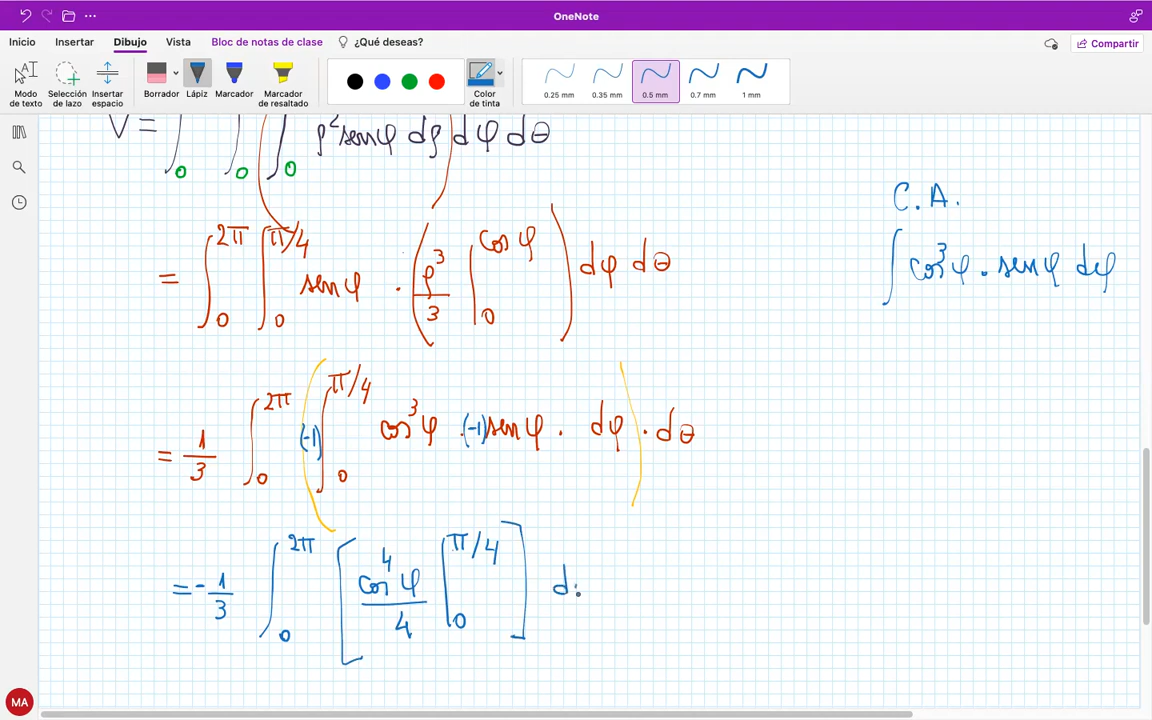 OneNote
Inicio Insertar Dibujo Vista Bloc de notas de clase ¿Qué deseas? Compartir
Modo de texto Selección de lazo Insertar espacio Borrador Lápiz Marcador Marcador de resaltado Color de tinta 0.25 mm 0.35 mm 0.5 mm 0.7 mm 1 mm
V = ∫₀ ∫₀ ∫₀ ρ² senφ dρ dφ dθ
C.A.
∫ cos³φ . senφ dφ
= ∫₀^2π ∫₀^π/4 senφ . (ρ³/3 |₀^cosφ) dφ dθ
= 1/3 ∫₀^2π (-1) (∫₀^π/4 cos³φ .(-1) senφ . dφ) . dθ
= -1/3 ∫₀^2π [cos⁴φ/4 |₀^π/4] d
MA